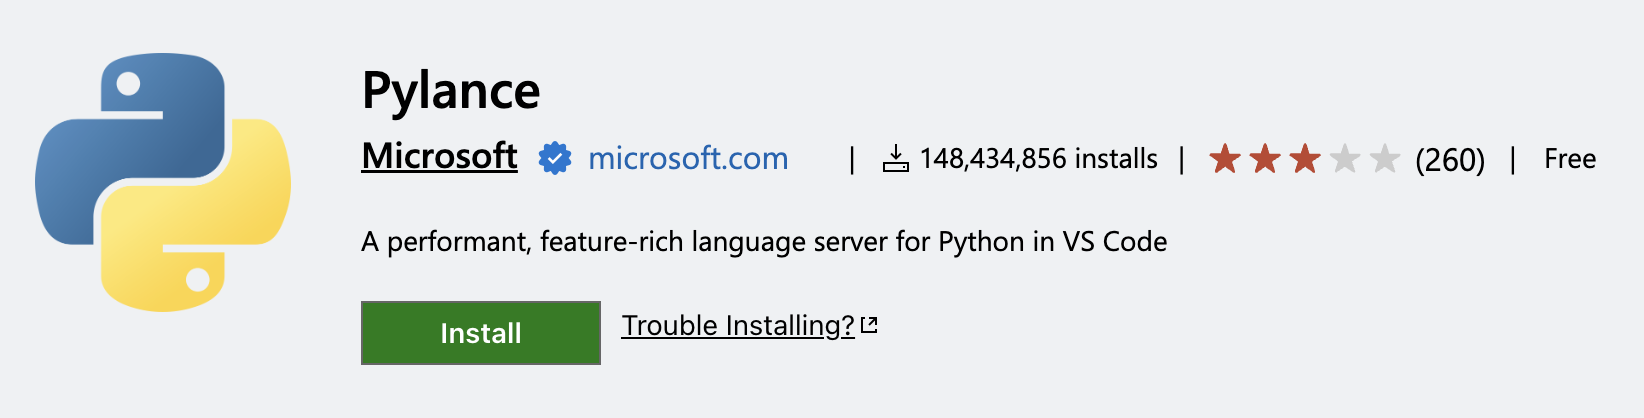 Pylance
Microsoft microsoft.com | 148,434,856 installs | (260) | Free
A performant, feature-rich language server for Python in VS Code
Install Trouble Installing?